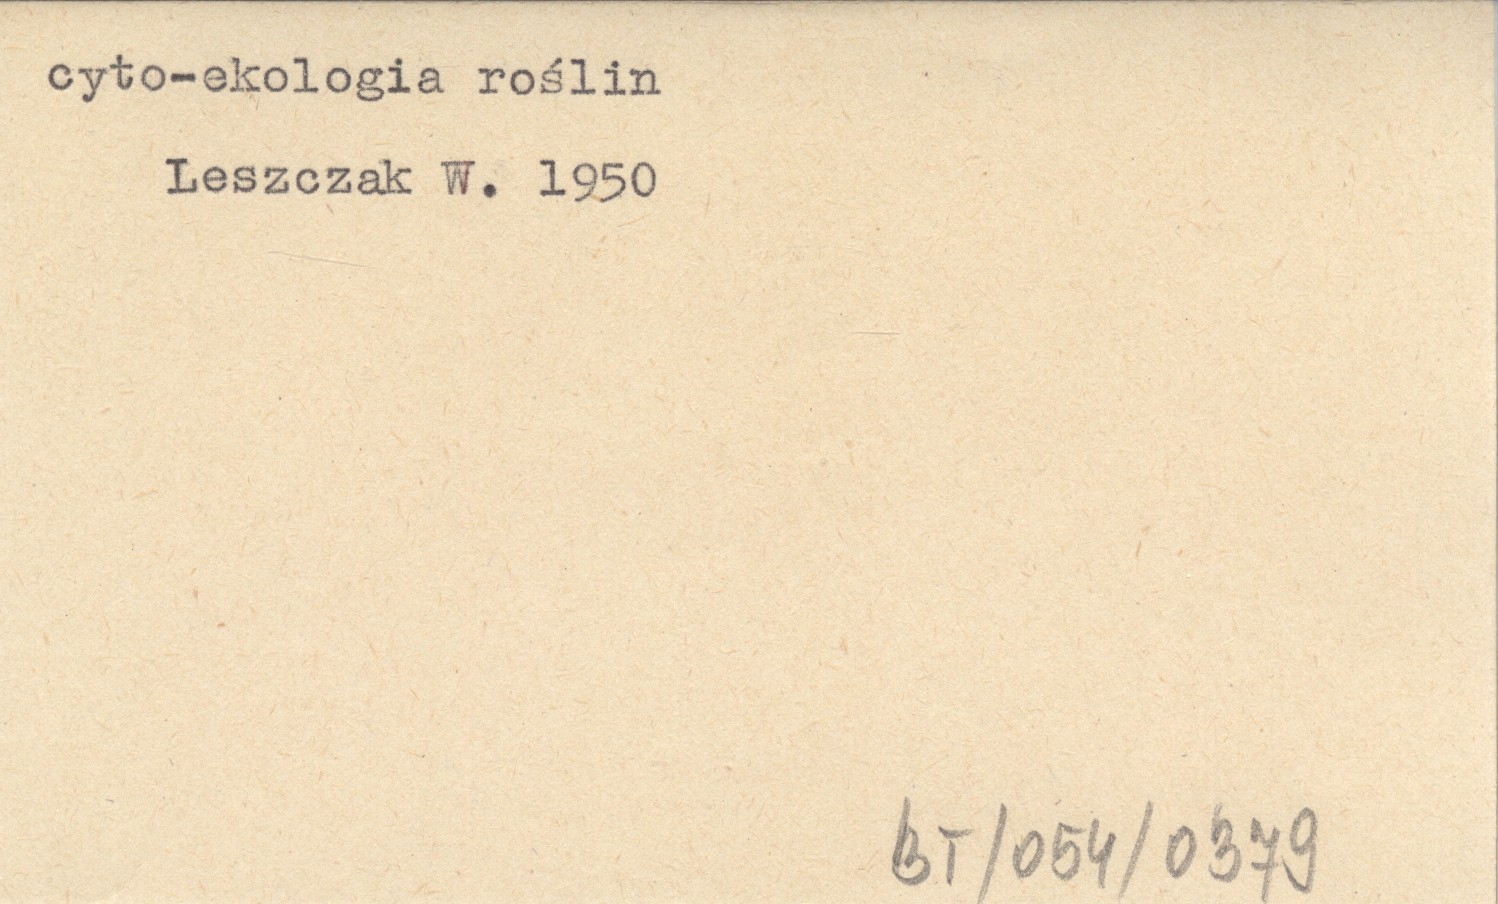 cyto-ekologia roślin
Leszczak W. 1950
BT/054/0379